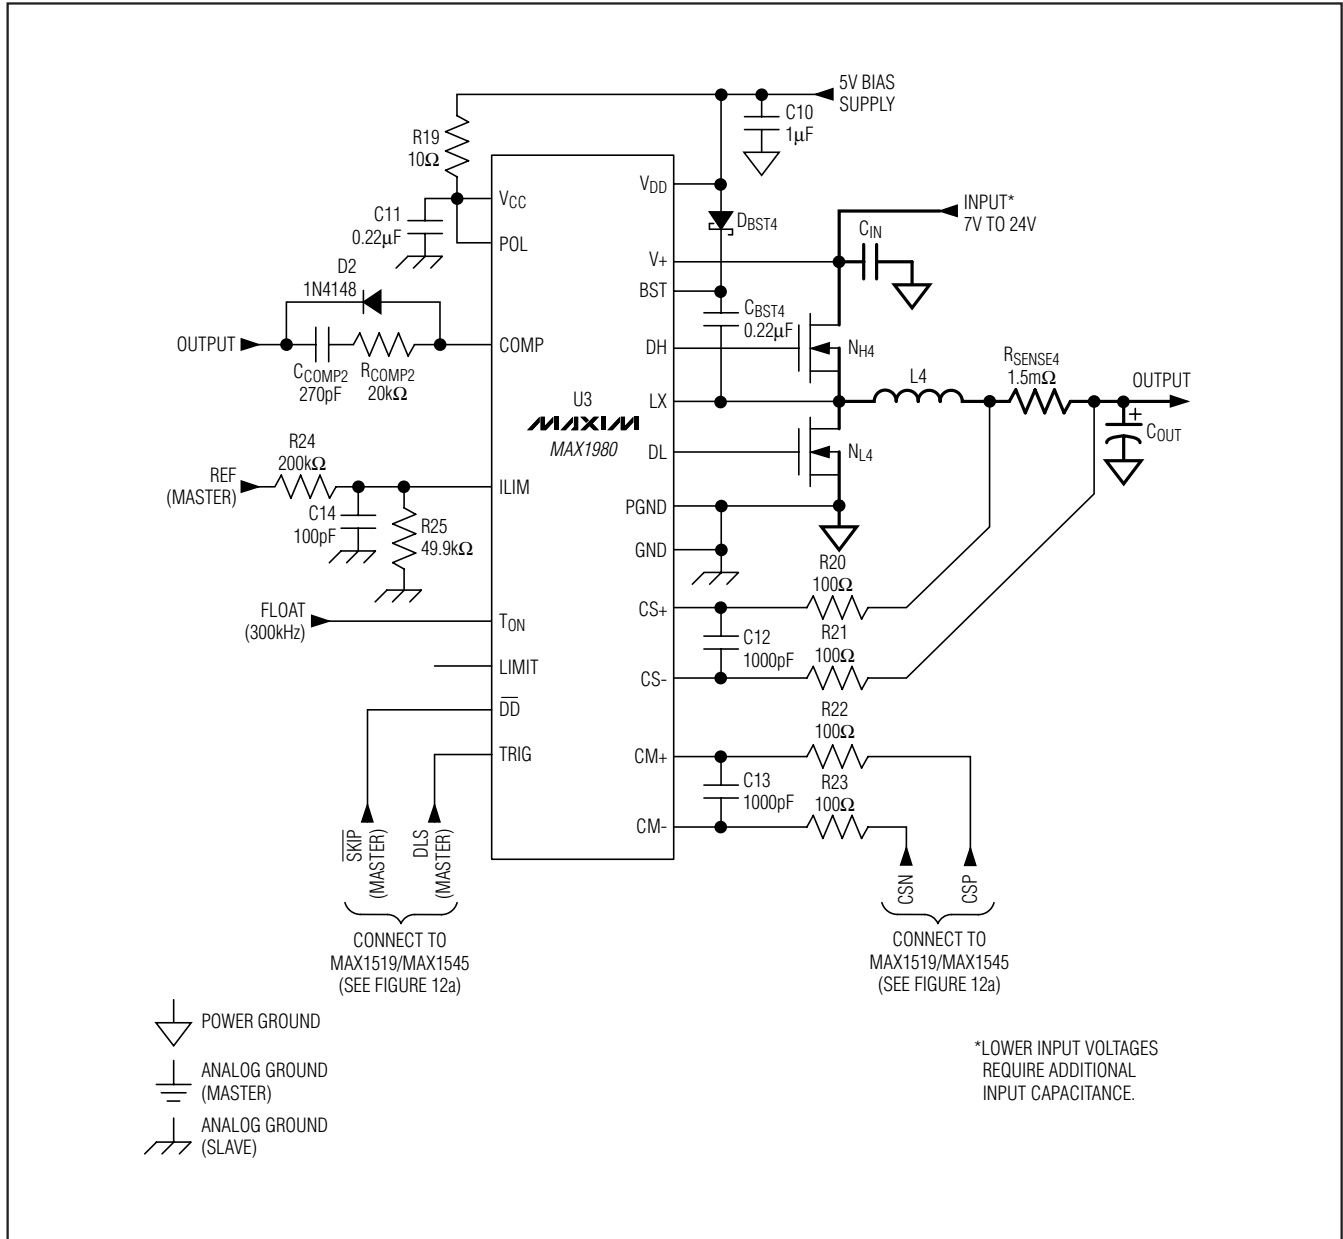 5V BIAS
SUPPLY
C10
1µF
R19
10Ω
VDD
VCC
C11
0.22µF
POL
DBST4
INPUT*
7V TO 24V
CIN
V+
D2
1N4148
BST
CBST4
0.22µF
OUTPUT
COMP
DH
NH4
CCOMP2
270pF
RCOMP2
20kΩ
RSENSE4
1.5mΩ
L4
OUTPUT
U3
LX
+
COUT
MAXIM
MAX1980
DL
NL4
R24
200kΩ
REF
(MASTER)
ILIM
PGND
C14
100pF
R25
49.9kΩ
GND
R20
100Ω
CS+
FLOAT
(300kHz)
TON
C12
1000pF
R21
100Ω
LIMIT
CS-
DD
R22
100Ω
TRIG
CM+
C13
1000pF
R23
100Ω
CM-
SKIP
(MASTER)
DLS
(MASTER)
CSN
CSP
CONNECT TO
MAX1519/MAX1545
(SEE FIGURE 12a)
CONNECT TO
MAX1519/MAX1545
(SEE FIGURE 12a)
POWER GROUND
ANALOG GROUND
(MASTER)
ANALOG GROUND
(SLAVE)
*LOWER INPUT VOLTAGES
REQUIRE ADDITIONAL
INPUT CAPACITANCE.